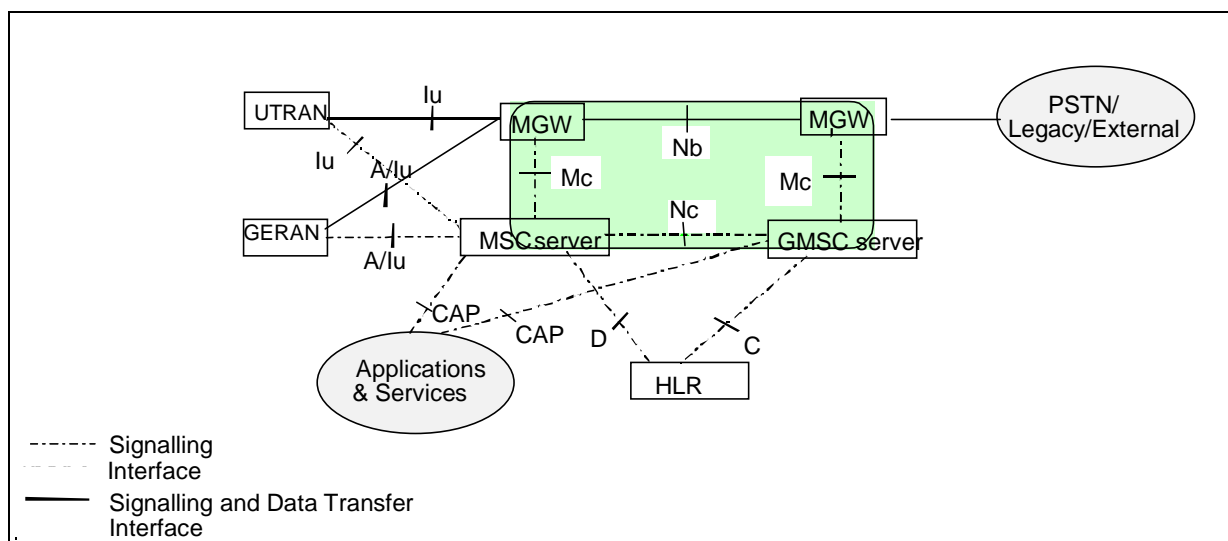 Iu
UTRAN
MGW
MGW
PSTN/
Legacy/External
Nb
Iu
A/Iu
Mc
Mc
Nc
GERAN
MSC server
GMSC server
A/Iu
CAP
CAP
D
C
Applications
& Services
HLR
Signalling
Interface
Signalling and Data Transfer
Interface